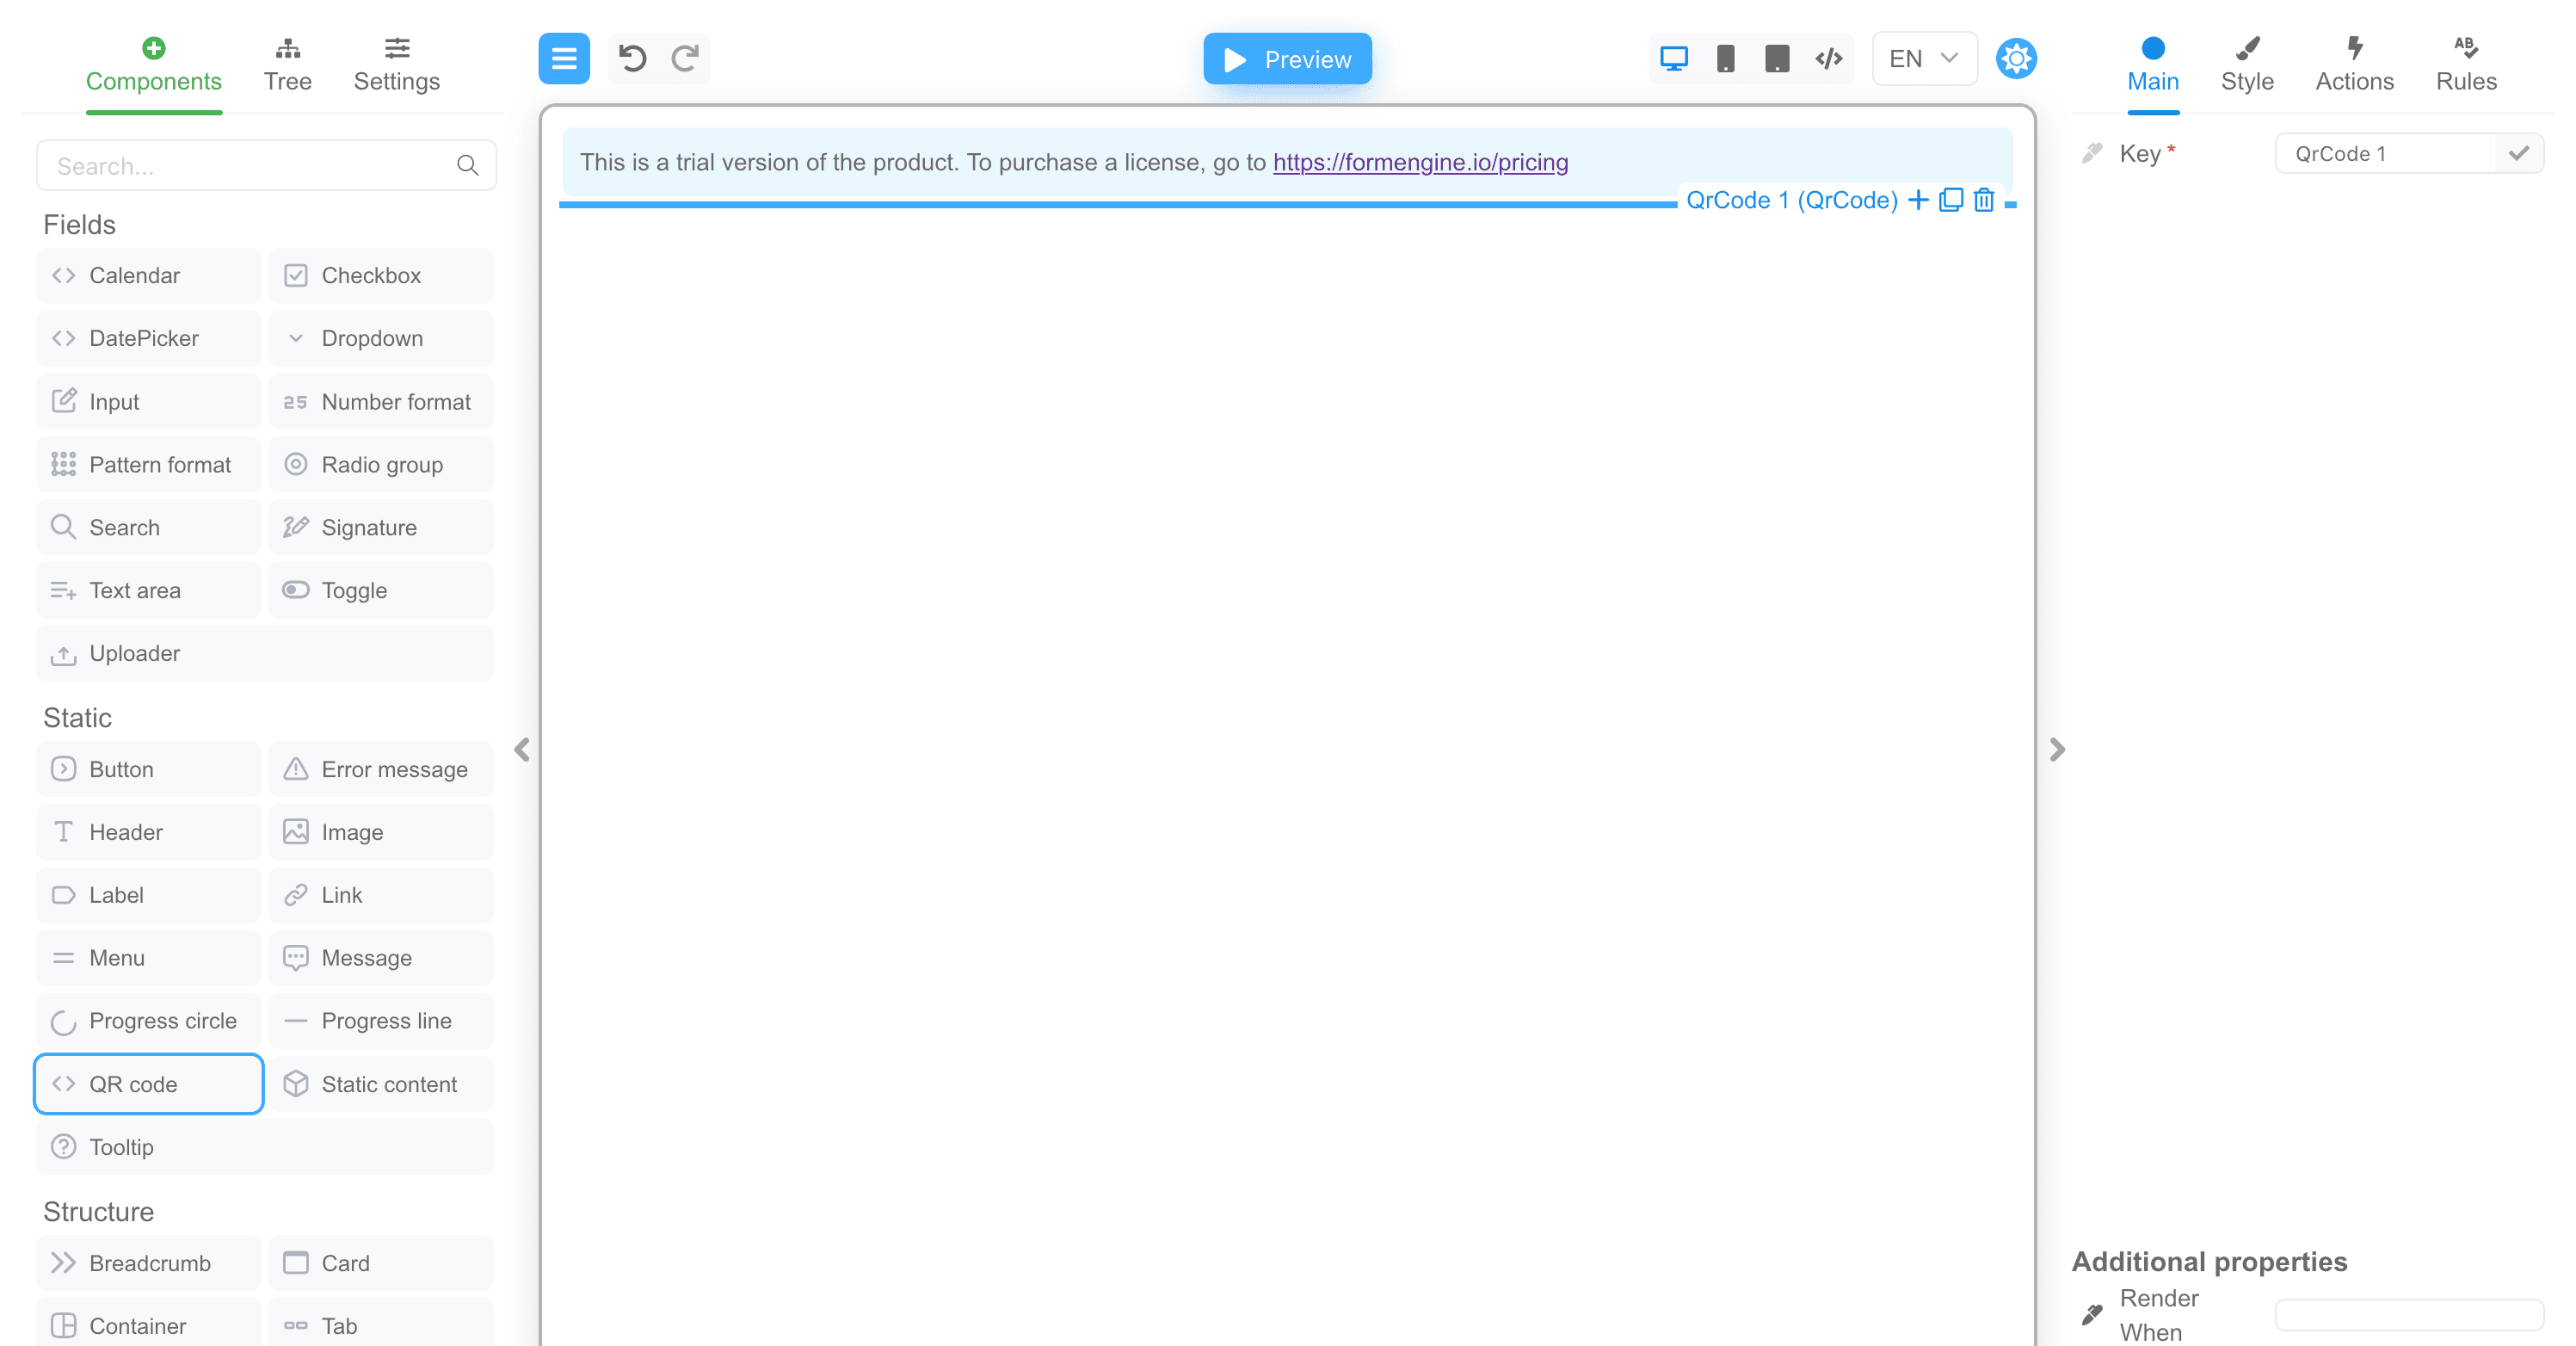 Components
Tree
Settings
Preview
EN
Main
Style
Actions
AB
Rules
Search...
Key *
QrCode 1
This is a trial version of the product. To purchase a license, go to https://formengine.io/pricing
QrCode 1 (QrCode)
Fields
Calendar
Checkbox
DatePicker
Dropdown
Input
25 Number format
Pattern format
Radio group
Search
Signature
Text area
Toggle
Uploader
Static
Button
Error message
Header
Image
Label
Link
Menu
Message
Progress circle
Progress line
QR code
Static content
Tooltip
Structure
Breadcrumb
Card
Container
Tab
Additional properties
Render
When